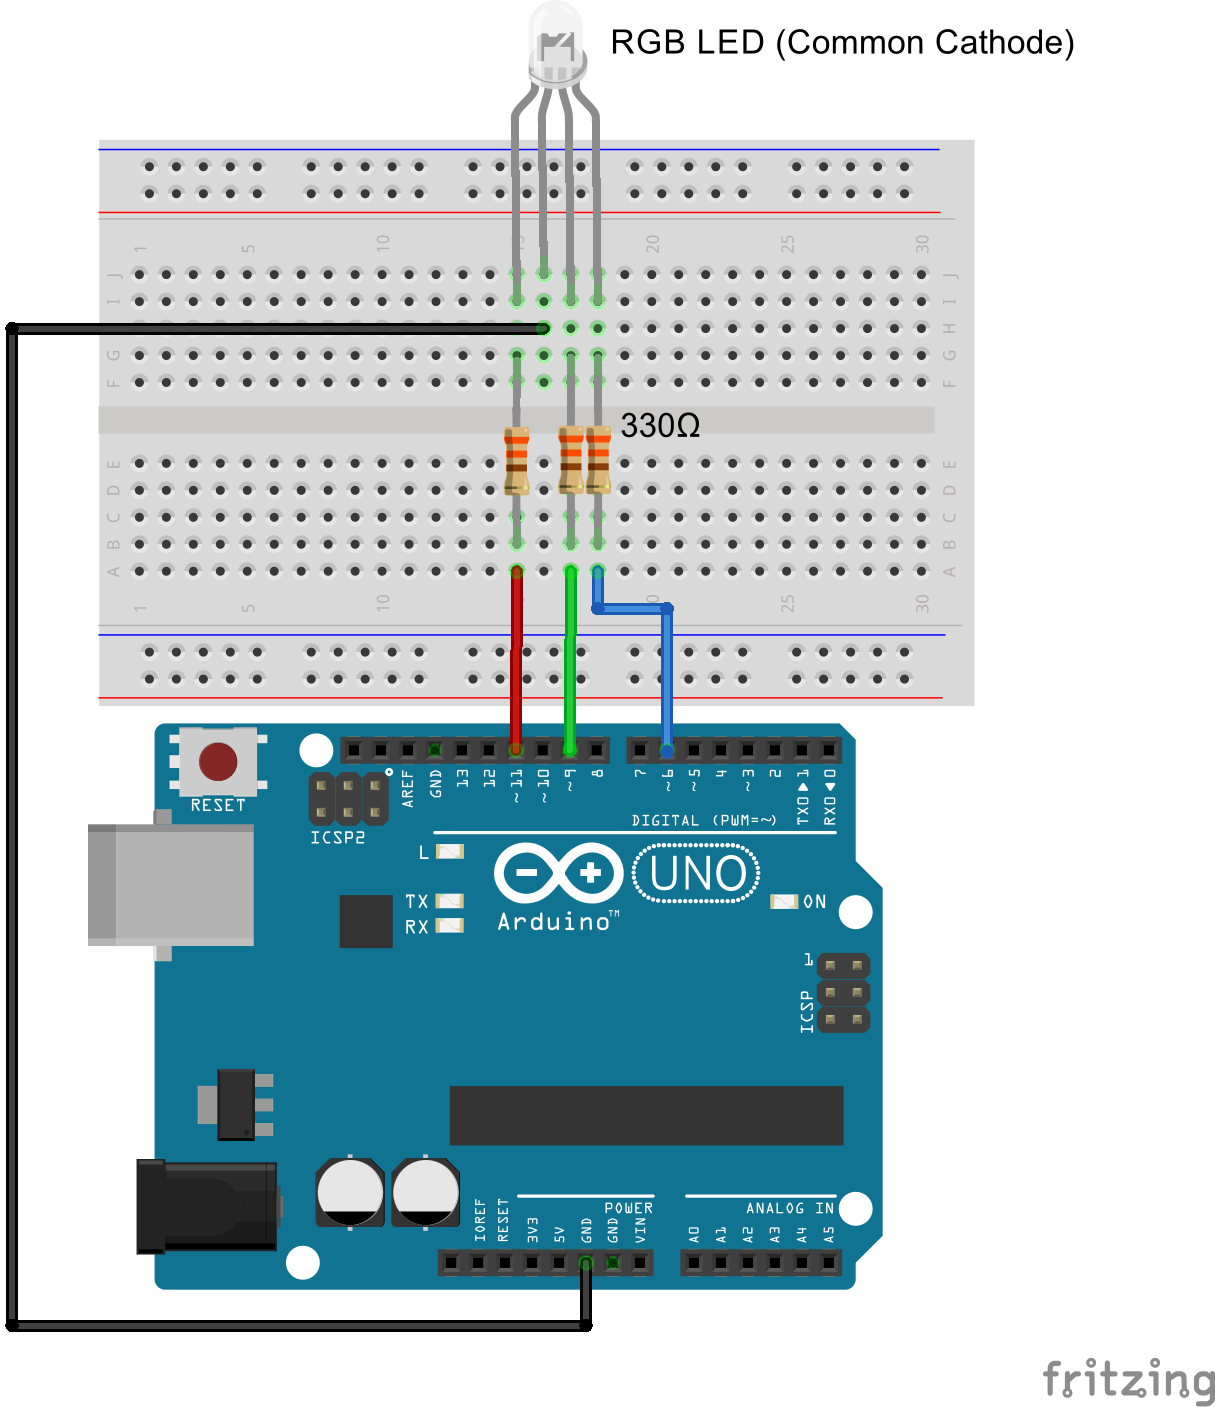 RGB LED (Common Cathode)
1 5 10 15 20 25 30
J J
I I
H
G G
F F
330Ω
E E
D D
C C
B B
A A
1 5 10 20 25 30
RESET
ICSP2
AREF
GND
13
12
~11
~10
~9
8
7
~6
~5
4
~3
2
TX0▶1
RX0◀0
DIGITAL (PWM=~)
L
TX
RX
Arduino™
UNO
ON
1
ICSP
POWER
ANALOG IN
IOREF
RESET
3V3
5V
GND
GND
VIN
A0
A1
A2
A3
A4
A5
fritzing